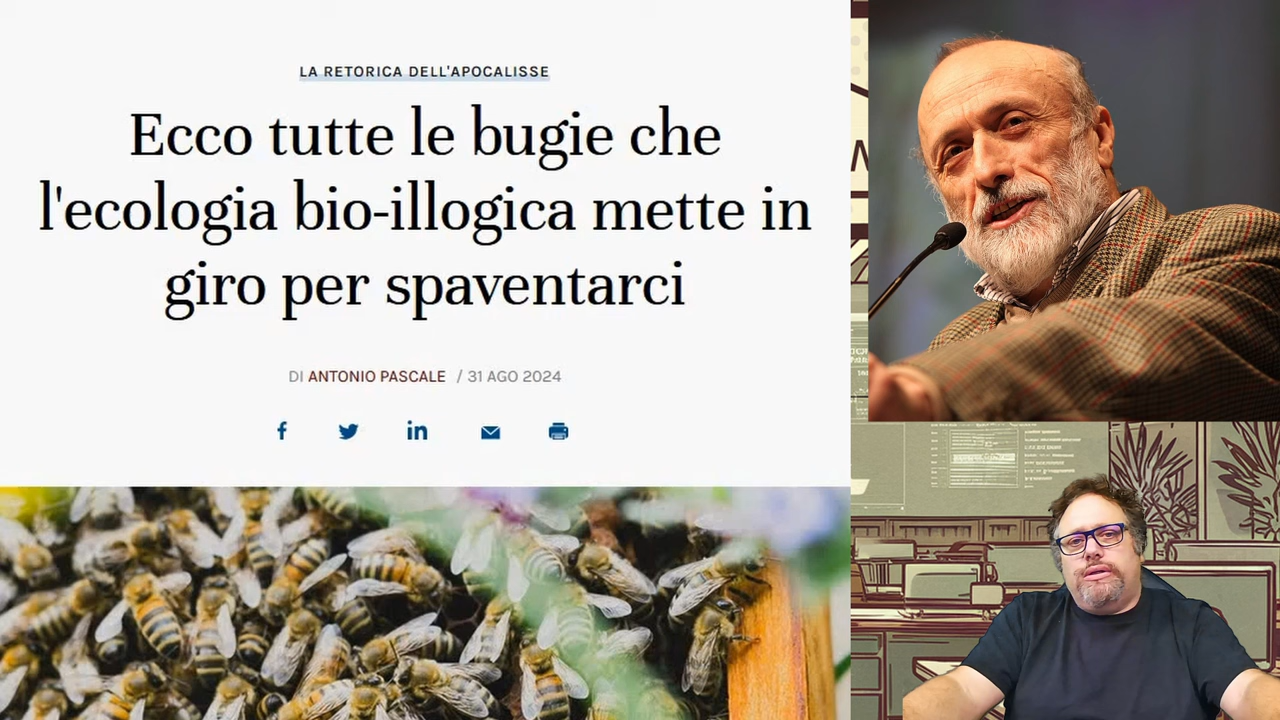 LA RETORICA DELL'APOCALISSE
Ecco tutte le bugie che
l'ecologia bio-illogica mette in
giro per spaventarci
DI ANTONIO PASCALE / 31 AGO 2024